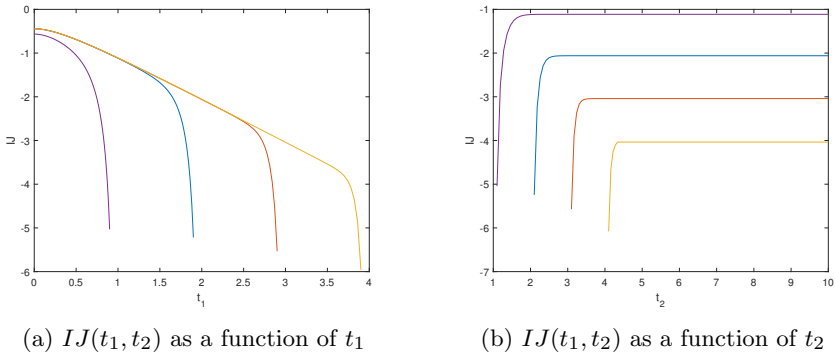 0
-1
-2
-3
-4
-5
-6
IJ
0 0.5 1 1.5 2 2.5 3 3.5 4
t1
-1
-2
-3
-4
-5
-6
-7
IJ
1 2 3 4 5 6 7 8 9 10
t2
(a) IJ(t1, t2) as a function of t1
(b) IJ(t1, t2) as a function of t2